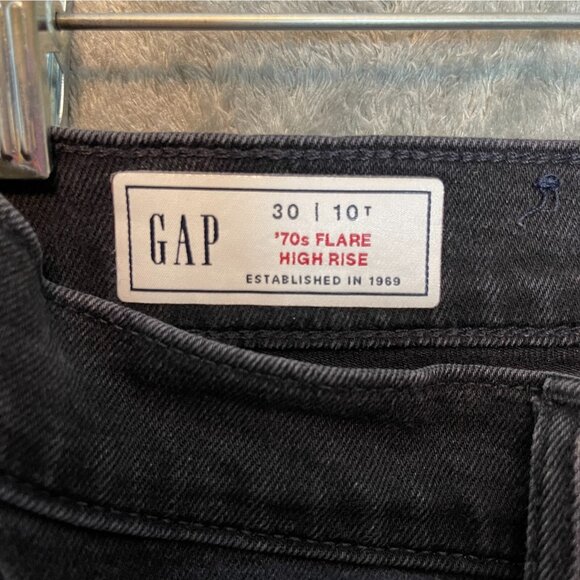 GAP
30 | 10T
'70s FLARE
HIGH RISE
ESTABLISHED IN 1969